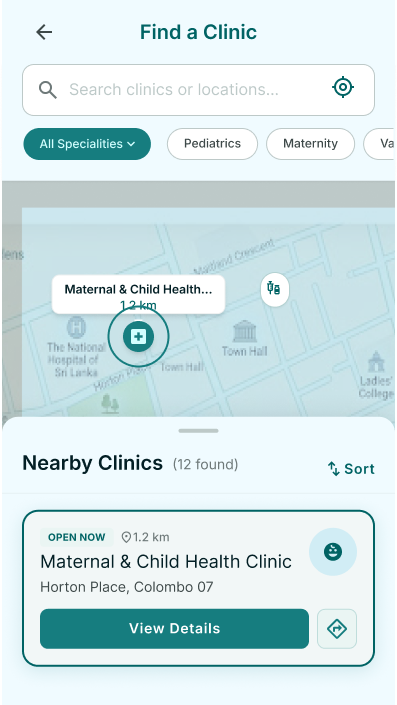 Find a Clinic
Search clinics or locations...
All Specialities
Pediatrics
Maternity
Va
lens
Maitland Crescent
Maternal & Child Health...
1.2 km
H
The National
Hospital of
Sri Lanka
Town Hall
Town Hall
Horton Place
Ladies'
College
Nearby Clinics (12 found)
Sort
OPEN NOW
1.2 km
Maternal & Child Health Clinic
Horton Place, Colombo 07
View Details